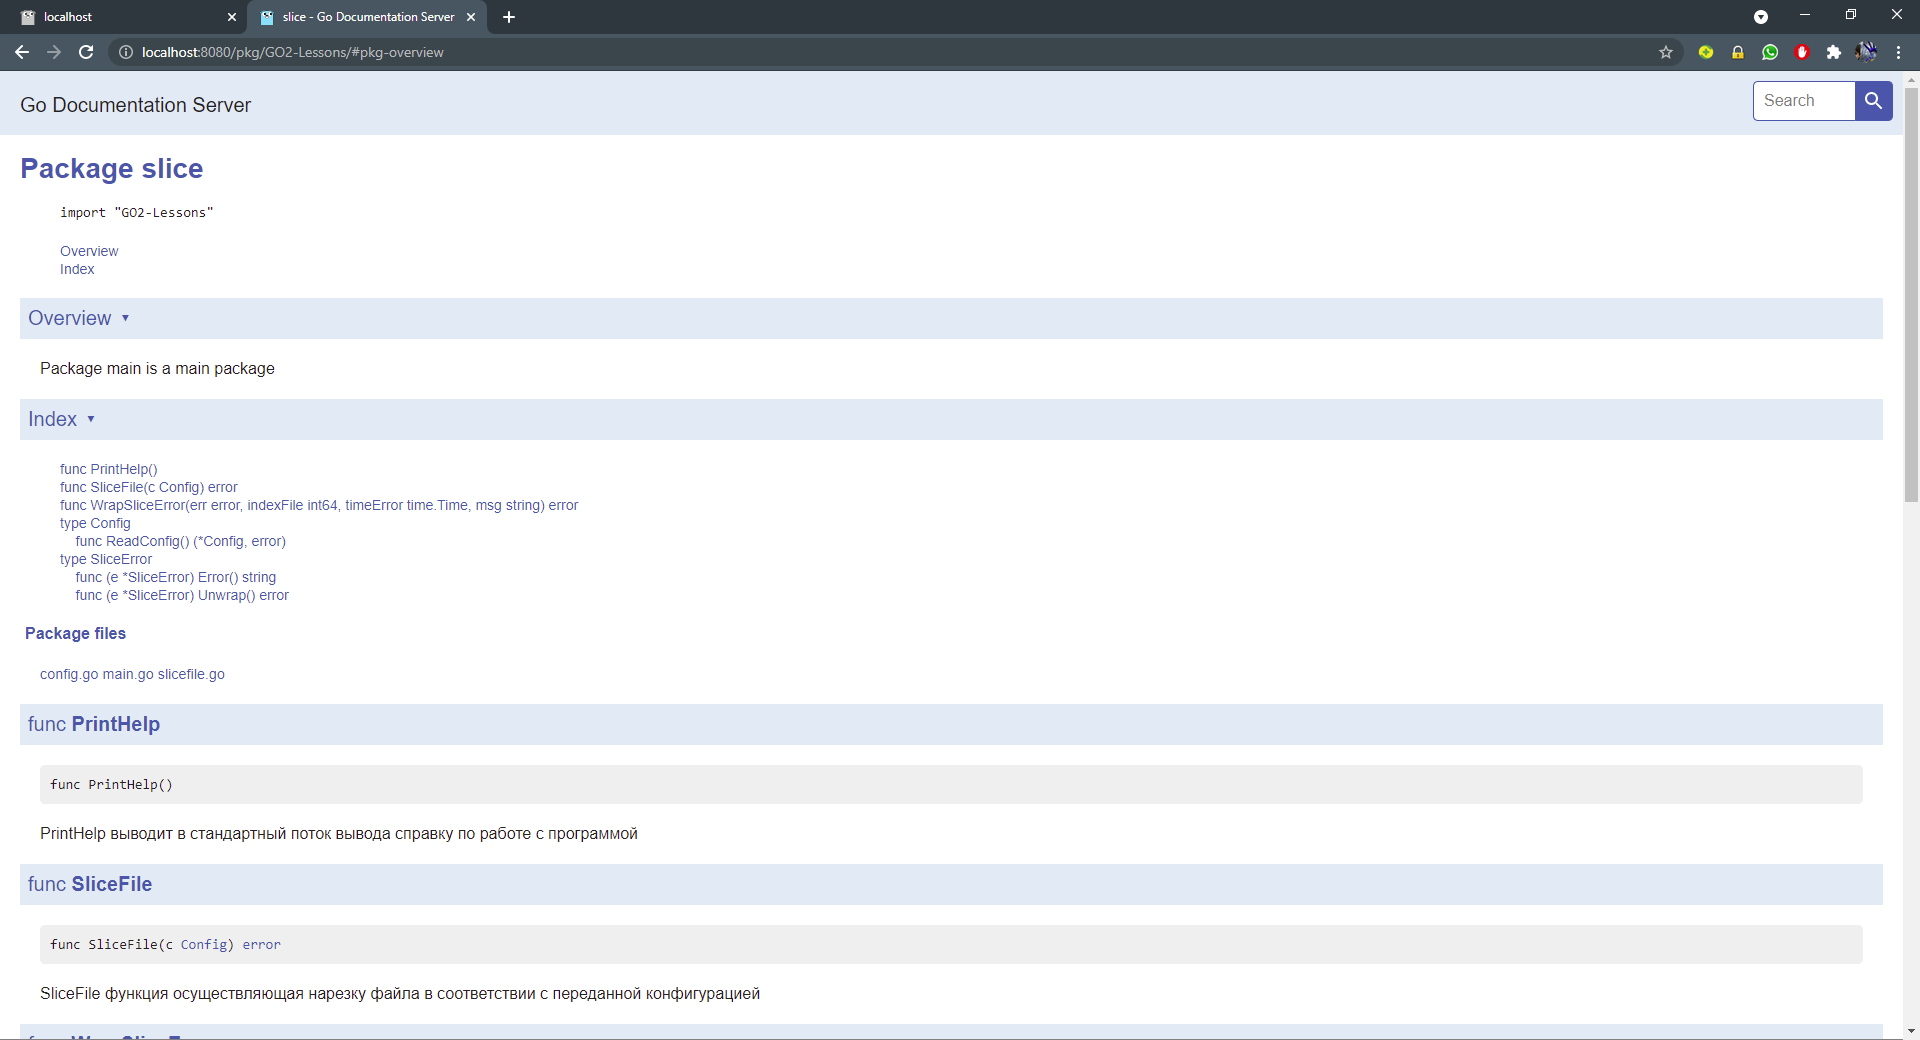 localhost
slice - Go Documentation Server
localhost:8080/pkg/GO2-Lessons/#pkg-overview
Go Documentation Server
Search
Package slice
import "GO2-Lessons"
Overview
Index
Overview ▾
Package main is a main package
Index ▾
func PrintHelp()
func SliceFile(c Config) error
func WrapSliceError(err error, indexFile int64, timeError time.Time, msg string) error
type Config
func ReadConfig() (*Config, error)
type SliceError
func (e *SliceError) Error() string
func (e *SliceError) Unwrap() error
Package files
config.go main.go slicefile.go
func PrintHelp
func PrintHelp()
PrintHelp выводит в стандартный поток вывода справку по работе с программой
func SliceFile
func SliceFile(c Config) error
SliceFile функция осуществляющая нарезку файла в соответствии с переданной конфигурацией